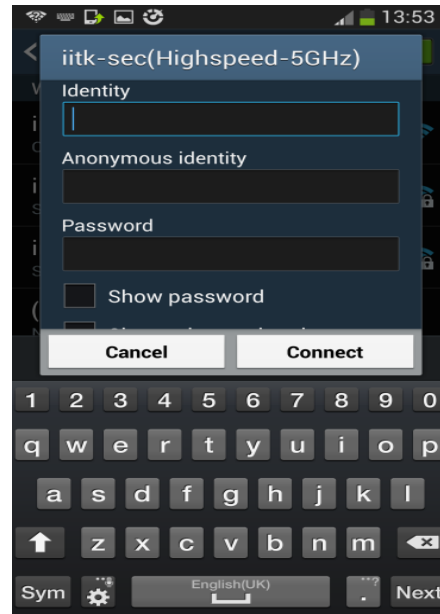 13:53
iitk-sec(Highspeed-5GHz)
Identity
Anonymous identity
Password
Show password
Cancel Connect
1 2 3 4 5 6 7 8 9 0
q w e r t y u i o p
a s d f g h j k l
z x c v b n m
English(UK)
Sym . Next